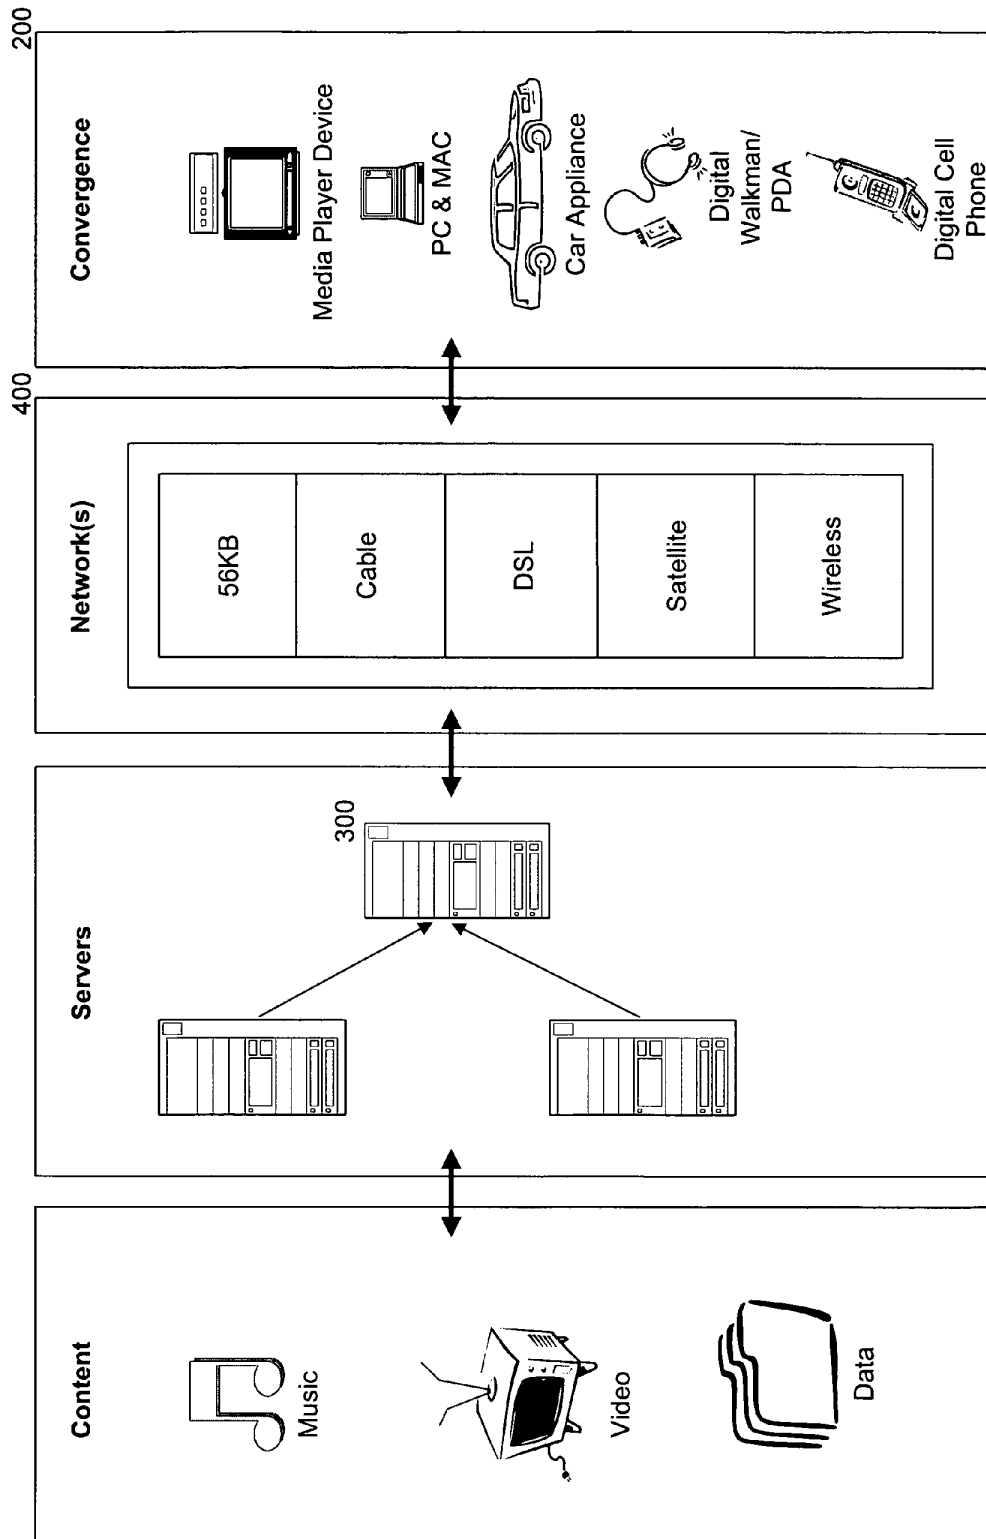 Content
Music
Video
Data
Servers
300
Network(s)
400
56KB
Cable
DSL
Satellite
Wireless
Convergence
200
Media Player Device
PC & MAC
Car Appliance
Digital
Walkman/
PDA
Digital Cell
Phone